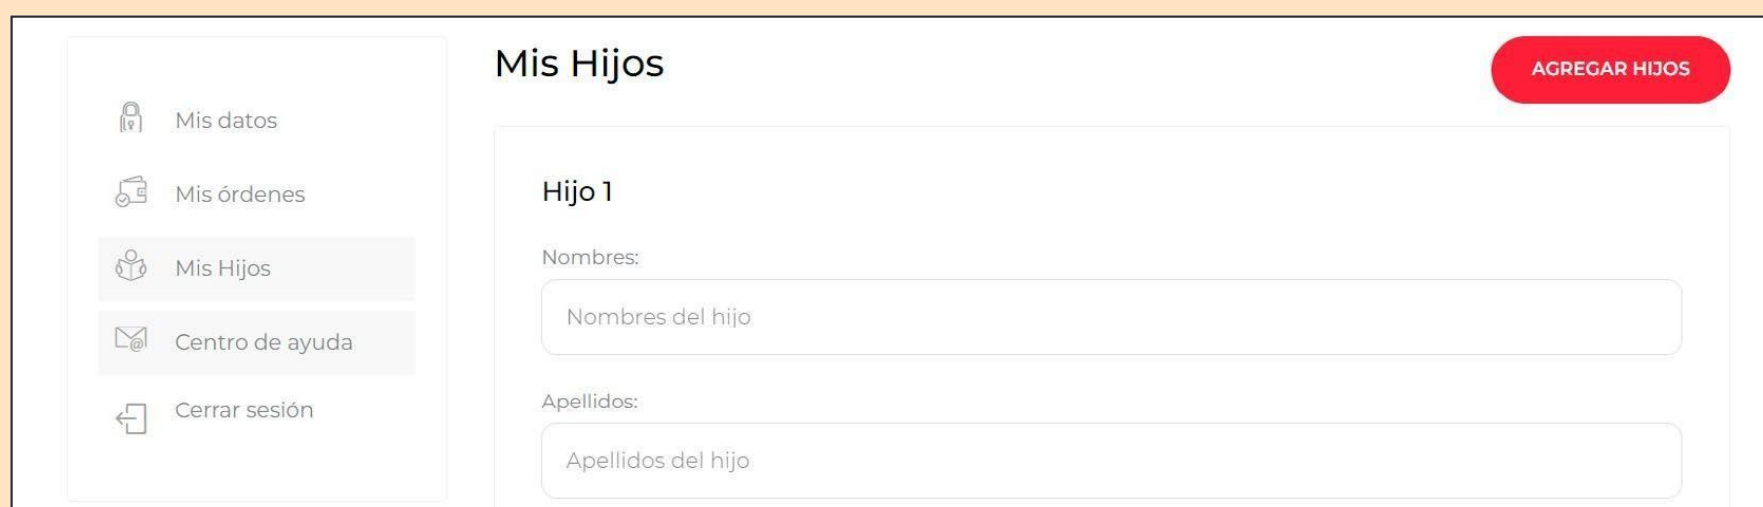 Mis datos
Mis órdenes
Mis Hijos
Centro de ayuda
Cerrar sesión
Mis Hijos
AGREGAR HIJOS
Hijo 1
Nombres:
Nombres del hijo
Apellidos:
Apellidos del hijo